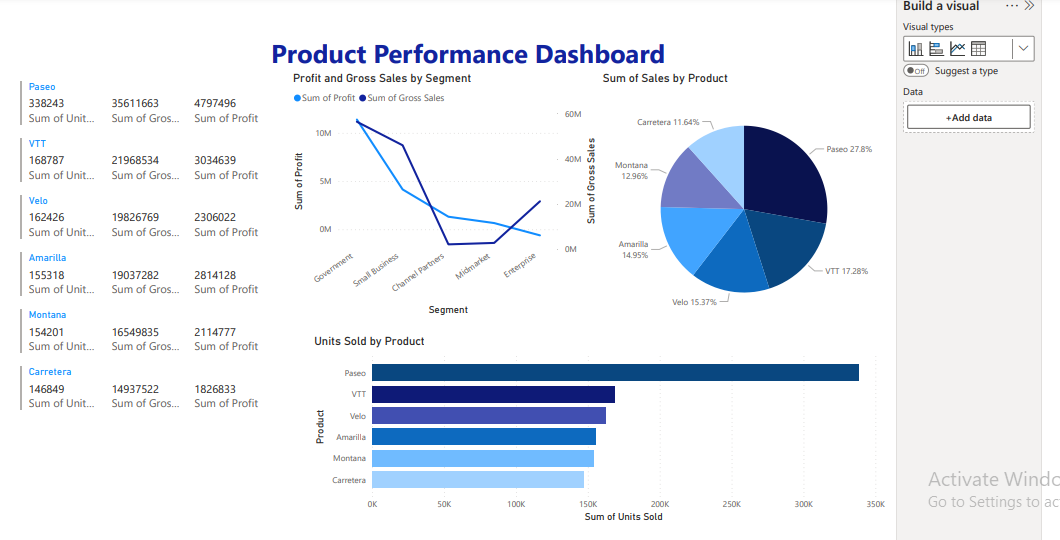 Product Performance Dashboard
Paseo
338243 35611663 4797496
Sum of Unit... Sum of Gros... Sum of Profit
VTT
168787 21968534 3034639
Sum of Unit... Sum of Gros... Sum of Profit
Velo
162426 19826769 2306022
Sum of Unit... Sum of Gros... Sum of Profit
Amarilla
155318 19037282 2814128
Sum of Unit... Sum of Gros... Sum of Profit
Montana
154201 16549835 2114777
Sum of Unit... Sum of Gros... Sum of Profit
Carretera
146849 14937522 1826833
Sum of Unit... Sum of Gros... Sum of Profit
Profit and Gross Sales by Segment
Sum of Profit Sum of Gross Sales
Sum of Profit
10M
5M
0M
60M
40M
20M
0M
Sum of Gross Sales
Government
Small Business
Channel Partners
Midmarket
Enterprise
Segment
Sum of Sales by Product
Carretera 11.64%
Paseo 27.8%
Montana
12.96%
Amarilla
14.95%
VTT 17.28%
Velo 15.37%
Units Sold by Product
Product
Paseo
VTT
Velo
Amarilla
Montana
Carretera
0K 50K 100K 150K 200K 250K 300K 350K
Sum of Units Sold
Build a visual
Visual types
Off Suggest a type
Data
+Add data
Activate Windo
Go to Settings to ac